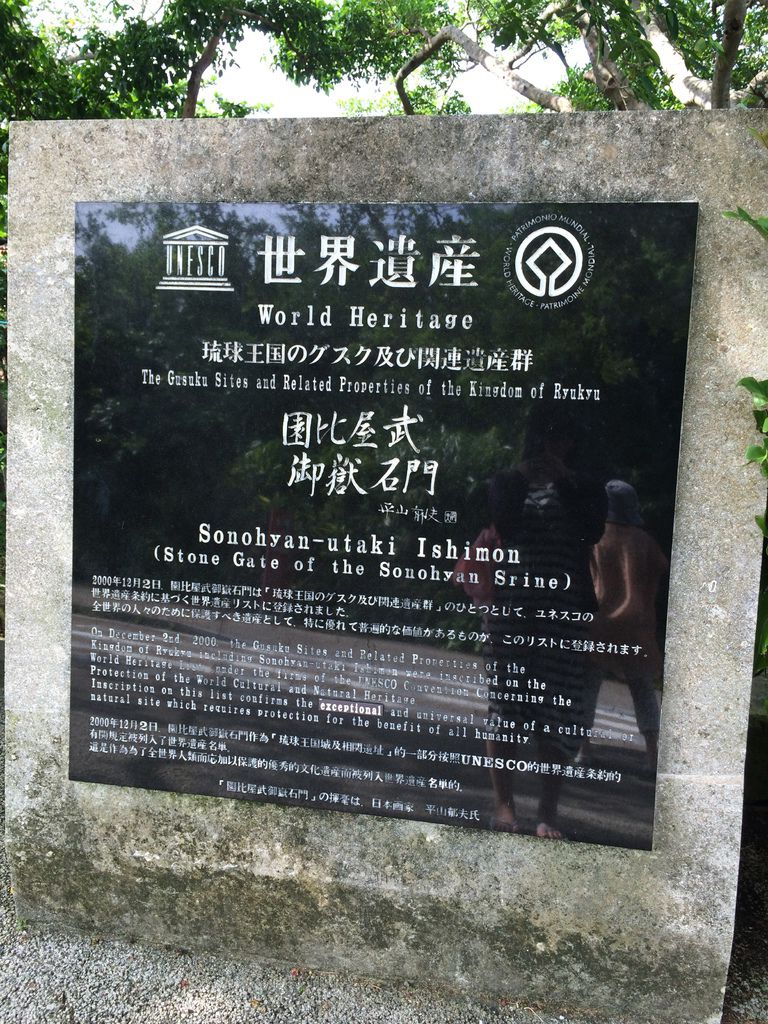 UNESCO
世界遺産
WORLD HERITAGE · PATRIMOINE MONDIAL · PATRIMONIO MUNDIAL
World Heritage
琉球王国のグスク及び関連遺産群
The Gusuku Sites and Related Properties of the Kingdom of Ryukyu
園比屋武
御嶽石門
平山郁夫
Sonohyan-utaki Ishimon
(Stone Gate of the Sonohyan Srine)
2000年12月2日、園比屋武御嶽石門は「琉球王国のグスク及び関連遺産群」のひとつとして、ユネスコの
世界遺産条約に基づく世界遺産リストに登録されました。
全世界の人々のために保護すべき遺産として、特に優れて普遍的な価値があるものが、このリストに登録されます。
On December 2nd, 2000, the Gusuku Sites and Related Properties of the
Kingdom of Ryukyu including Sonohyan-utaki Ishimon were inscribed on the
World Heritage List under the firms of the UNESCO Convention Concerning the
Protection of the World Cultural and Natural Heritage.
Inscription on this list confirms the exceptional and universal value of a cultural or
natural site which requires protection for the benefit of all humanity.
2000年12月2日、園比屋武御嶽石門作為「琉球王国城及相関遺址」的一部分按照UNESCO的世界遺産条約的
有関規定被列入了世界遺産名単。
這是作為為了全世界人類而応加以保護的優秀的文化遺産而被列入世界遺産名単的。
「園比屋武御嶽石門」の揮毫は、日本画家 平山郁夫氏